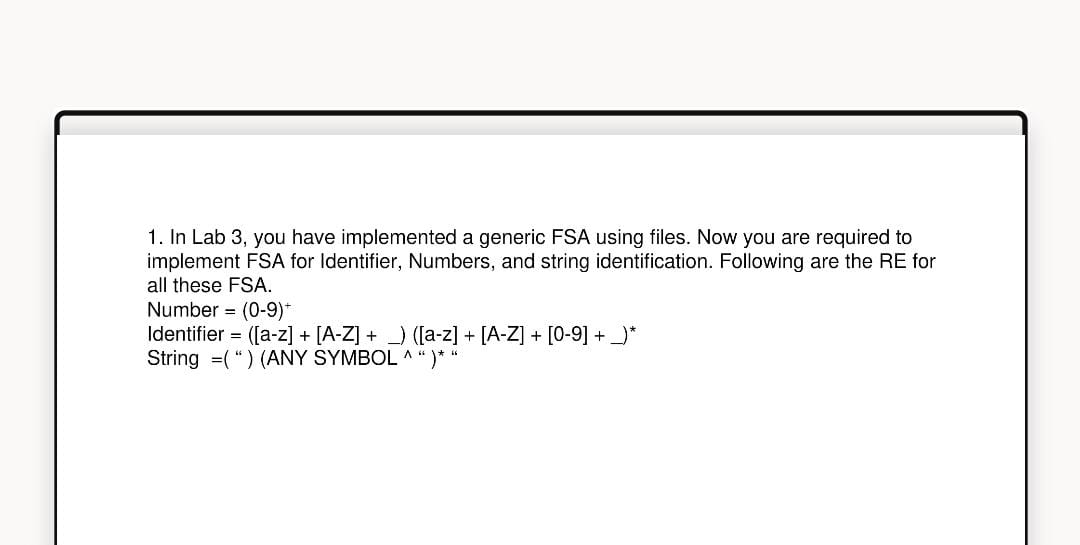 1. In Lab 3, you have implemented a generic FSA using files. Now you are required to
implement FSA for Identifier, Numbers, and string identification. Following are the RE for
all these FSA.
Number = (0-9)⁺
Identifier = ([a-z] + [A-Z] + _) ([a-z] + [A-Z] + [0-9] + _)*
String =( “ ) (ANY SYMBOL ^ “ )* “